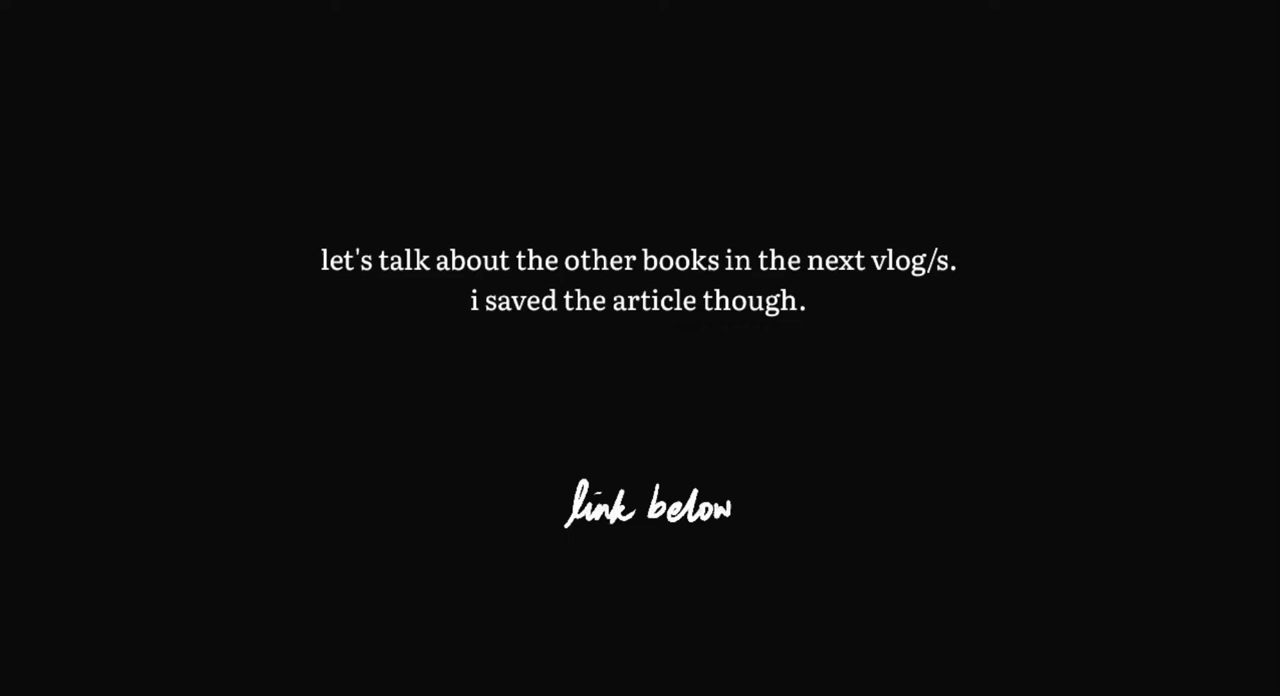 let's talk about the other books in the next vlog/s.
i saved the article though.
link below